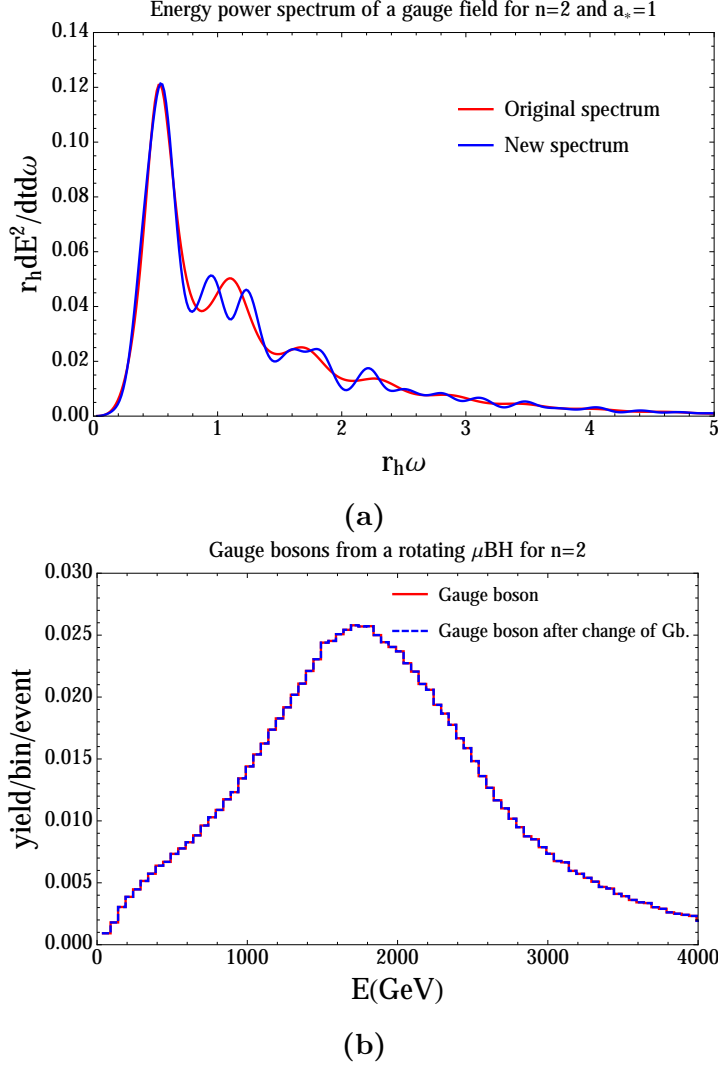 Energy power spectrum of a gauge field for n=2 and a*=1
0.14
0.12
0.10
0.08
0.06
0.04
0.02
0.00
r_h dE²/dtdω
Original spectrum
New spectrum
0 1 2 3 4 5
r_h ω
(a)
Gauge bosons from a rotating μBH for n=2
0.030
0.025
0.020
0.015
0.010
0.005
0.000
yield/bin/event
Gauge boson
Gauge boson after change of Gb.
0 1000 2000 3000 4000
E(GeV)
(b)